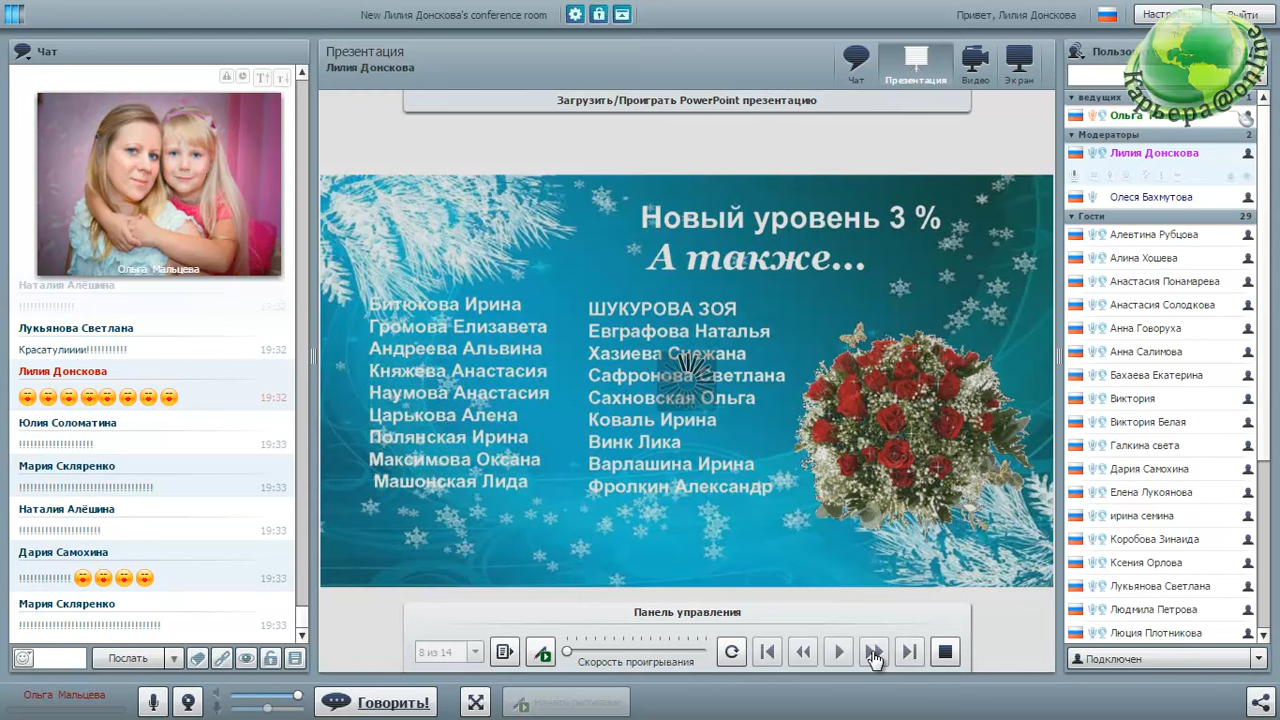 New Лилия Донскова's conference room
Привет, Лилия Донскова
Выйти
Чат
Ольга Мальцева
Наталия Алёшина
!!!!!!!!!!!!!!!!! 19:32
Лукьянова Светлана
Красатулииии!!!!!!!!!!! 19:32
Лилия Донскова
19:32
Юлия Соломатина
!!!!!!!!!!!!!!!!!!!!!! 19:33
Мария Скляренко
!!!!!!!!!!!!!!!!!!!!!!!!!!!!!!!!!!!!!!! 19:33
Наталия Алёшина
!!!!!!!!!!!!!!!!!!!!!!!! 19:33
Дария Самохина
!!!!!!!!!!!!!!! 19:33
Мария Скляренко
!!!!!!!!!!!!!!!!!!!!!!!!!!!!!!!!!!!!!!!!! 19:33
Послать
Ольга Мальцева
Говорить!
Презентация
Лилия Донскова
Чат
Презентация
Видео
Экран
Загрузить/Проиграть PowerPoint презентацию
Новый уровень 3 %
А также...
Битюкова Ирина
Громова Елизавета
Андреева Альвина
Княжева Анастасия
Наумова Анастасия
Царькова Алена
Полянская Ирина
Максимова Оксана
Машонская Лида
ШУКУРОВА ЗОЯ
Евграфова Наталья
Хазиева Снежана
Сафронова Светлана
Сахновская Ольга
Коваль Ирина
Винк Лика
Варлашина Ирина
Фролкин Александр
Панель управления
8 из 14
Скорость проигрывания
Карьера@online
ведущих 1
Ольга
Модераторы 2
Лилия Донскова
Олеся Бахмутова
Гости 29
Алевтина Рубцова
Алина Хошева
Анастасия Понамарева
Анастасия Солодкова
Анна Говоруха
Анна Салимова
Бахаева Екатерина
Виктория
Виктория Белая
Галкина света
Дария Самохина
Елена Лукоянова
ирина семина
Коробова Зинаида
Ксения Орлова
Лукьянова Светлана
Людмила Петрова
Люция Плотникова
Подключен